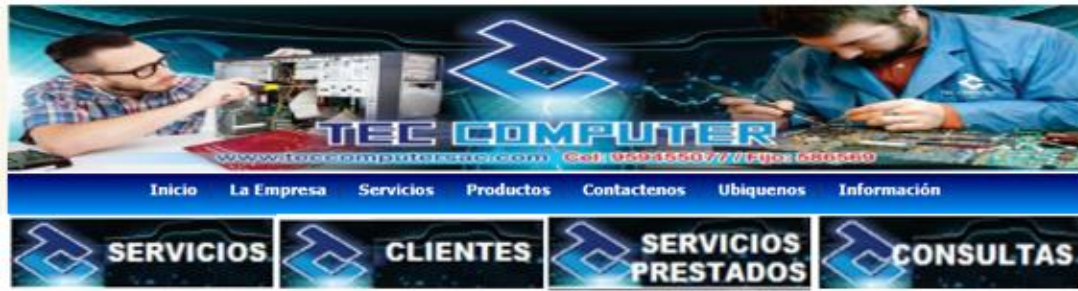 TEC COMPUTER
www.teccomputersac.com Cel: 959455077 / Fijo: 586569
Inicio La Empresa Servicios Productos Contactenos Ubiquenos Información
SERVICIOS CLIENTES SERVICIOS PRESTADOS CONSULTAS